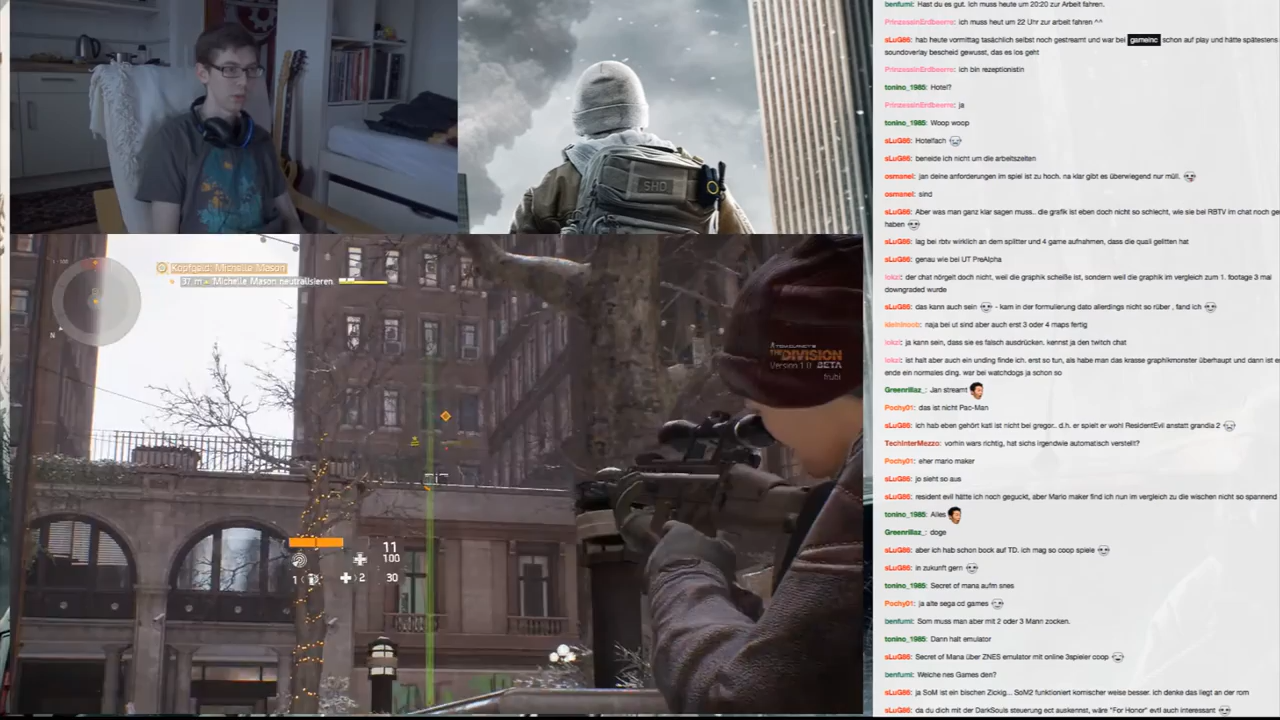 benfumi: Hast du es gut. Ich muss heute um 20:20 zur Arbeit fahren.
PrinzessinErdbeere: ich muss heut um 22 Uhr zur arbeit fahren ^^
sLuG86: hab heute vormittag tasächlich selbst noch gestreamt und war bei gameinc schon auf play und hätte spätestens
soundoverlay bescheid gewusst, das es los geht
PrinzessinErdbeere: ich bin rezeptionistin
tonino_1985: Hotel?
PrinzessinErdbeere: ja
tonino_1985: Woop woop
sLuG86: Hotelfach
sLuG86: beneide ich nicht um die arbeitszeiten
SHD
osmanel: jan deine anforderungen im spiel ist zu hoch. na klar gibt es überwiegend nur müll.
osmanel: sind
sLuG86: Aber was man ganz klar sagen muss.. die grafik ist eben doch nicht so schlecht, wie sie bei RBTV im chat noch ge
haben
sLuG86: lag bei rbtv wirklich an dem splitter und 4 game aufnahmen, dass die quali gelitten hat
sLuG86: genau wie bei UT PreAlpha
Kopfgeld: Michelle Mason
37 m Michelle Mason neutralisieren.
N
lokzl: der chat nörgelt doch nicht, weil die graphik scheiße ist, sondern weil die graphik im vergleich zum 1. footage 3 mal
downgraded wurde
sLuG86: das kann auch sein - kam in der formulierung dato allerdings nicht so rüber , fand ich
kleinlnoob: naja bei ut sind aber auch erst 3 oder 4 maps fertig
lokzl: ja kann sein, dass sie es falsch ausdrücken. kennst ja den twitch chat
TOM CLANCY'S
THE DIVISION
Version 1.0: BETA
frubi
lokzl: ist halt aber auch ein unding finde ich. erst so tun, als habe man das krasse graphikmonster überhaupt und dann ist e
ende ein normales ding. war bei watchdogs ja schon so
Greenrillaz_: Jan streamt
Pochy01: das ist nicht Pac-Man
sLuG86: ich hab eben gehört kati ist nicht bei gregor.. d.h. er spielt er wohl ResidentEvil anstatt grandia 2
TechInterMezzo: vorhin wars richtig, hat sichs irgendwie automatisch verstellt?
Pochy01: eher mario maker
sLuG86: jo sieht so aus
sLuG86: resident evil hätte ich noch geguckt, aber Mario maker find ich nun im vergleich zu die wischen nicht so spannend
tonino_1985: Alles
Greenrillaz_: doge
11
100
2 30
sLuG86: aber ich hab schon bock auf TD. ich mag so coop spiele
sLuG86: in zukunft gern
tonino_1985: Secret of mana aufm snes
Pochy01: ja alte sega cd games
benfumi: Som muss man aber mit 2 oder 3 Mann zocken.
tonino_1985: Dann halt emulator
sLuG86: Secret of Mana über ZNES emulator mit online 3spieler coop
benfumi: Welche nes Games den?
sLuG86: ja SoM ist ein bischen Zickig... SoM2 funktioniert komischer weise besser. ich denke das liegt an der rom
sLuG86: da du dich mit der DarkSouls steuerung ect auskennst, wäre "For Honor" evtl auch interessant